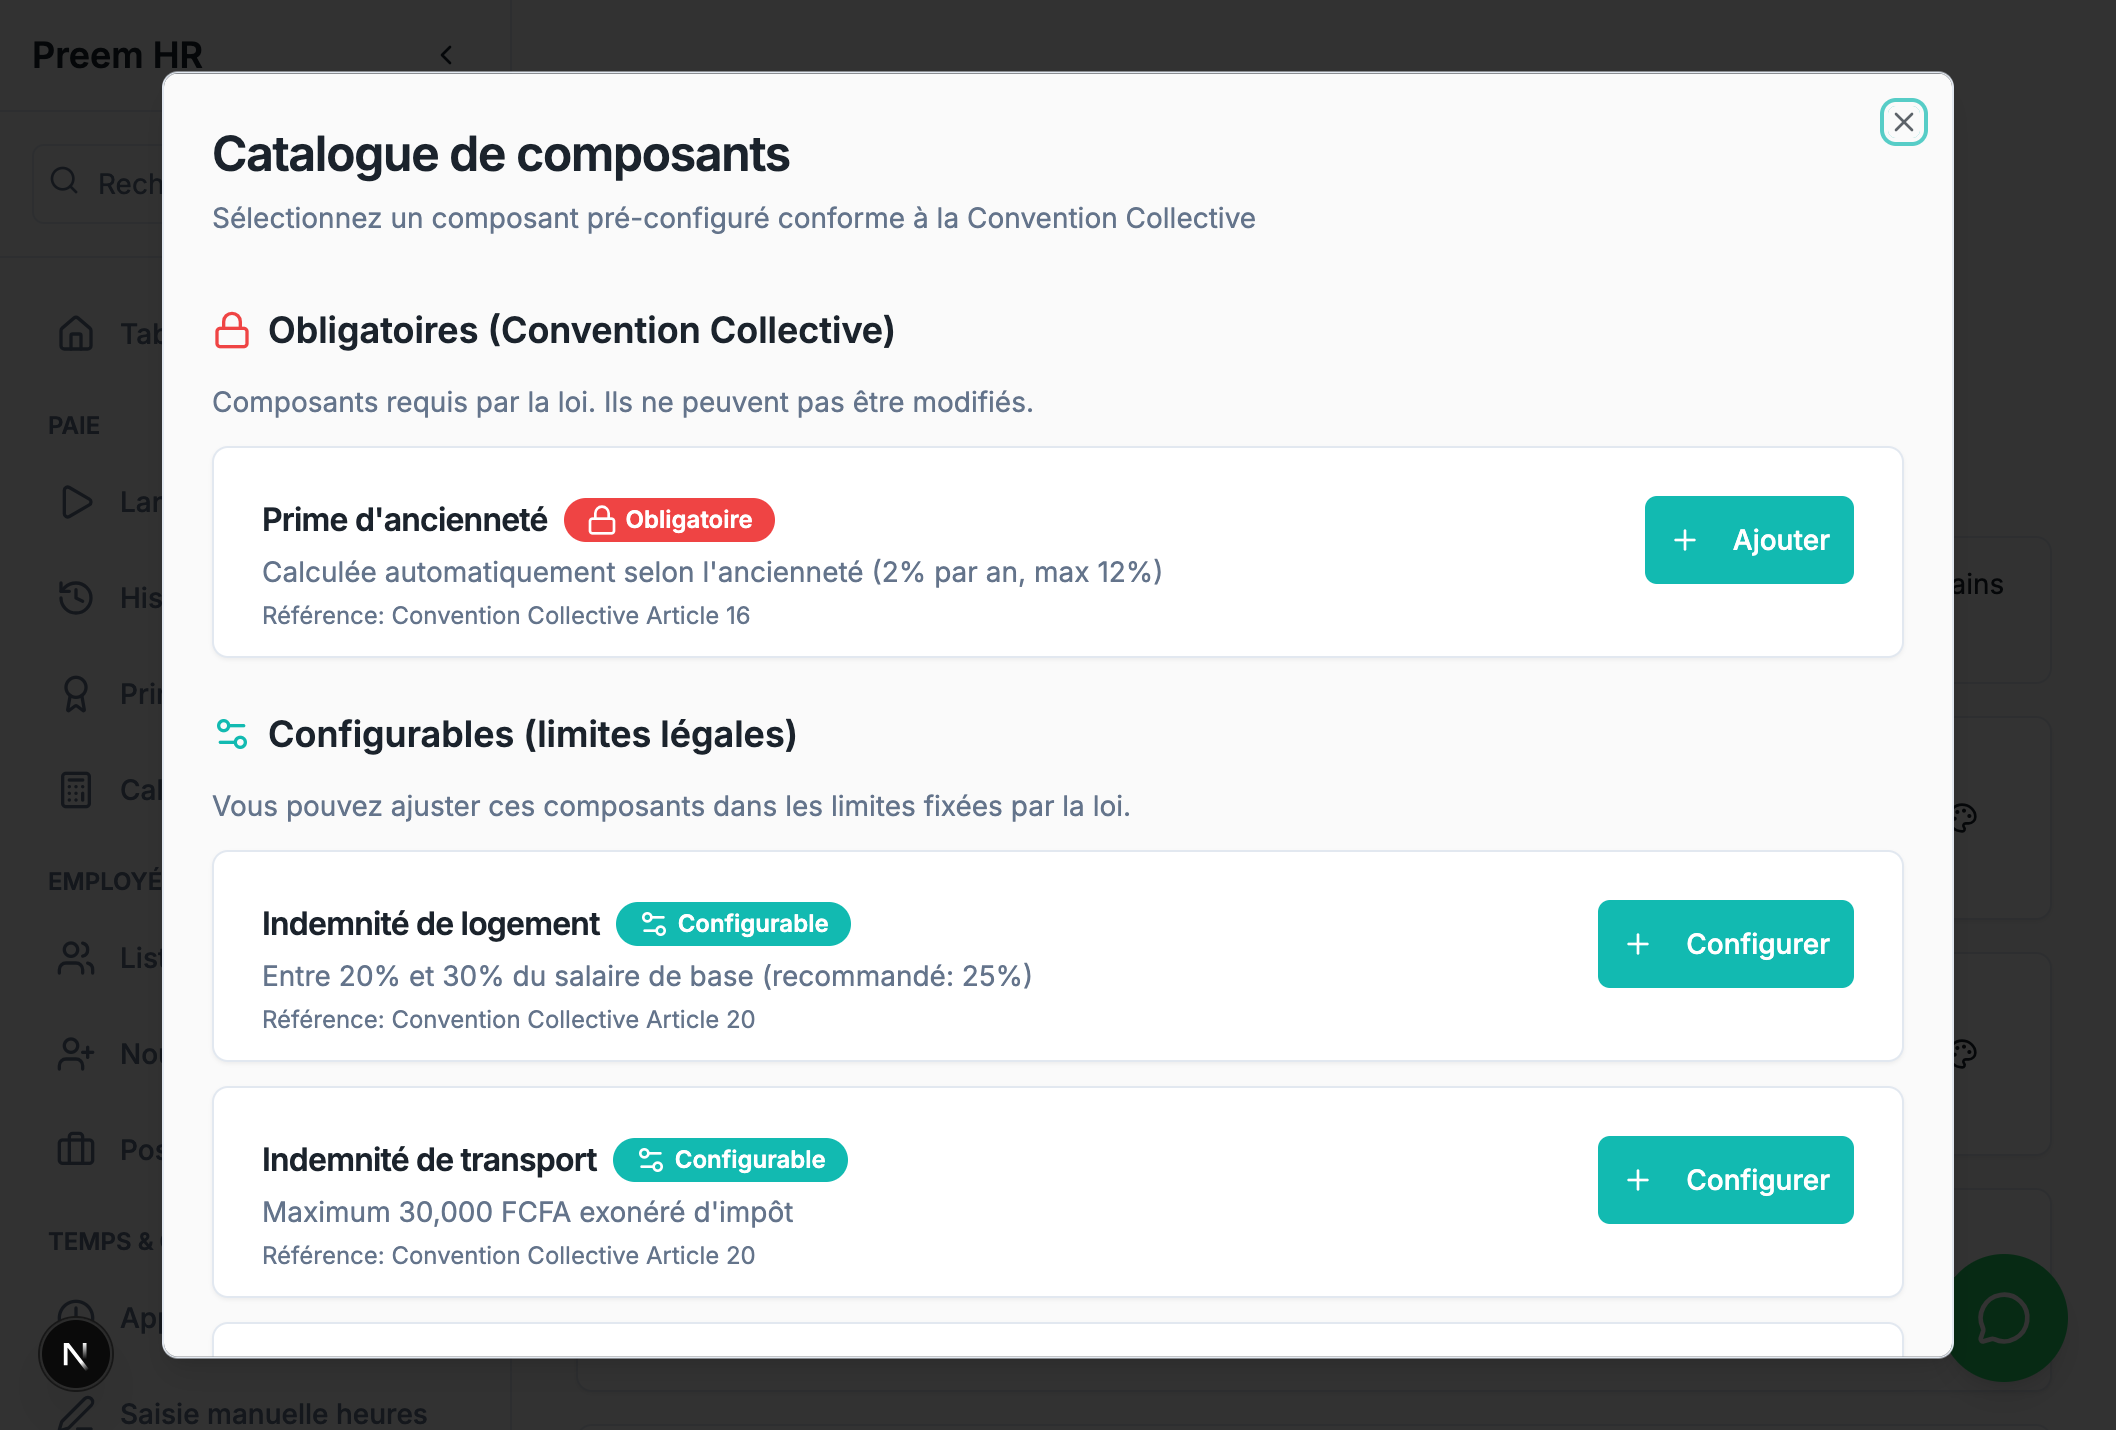 Preem HR
Rech
Catalogue de composants
Sélectionnez un composant pré-configuré conforme à la Convention Collective
Obligatoires (Convention Collective)
Composants requis par la loi. Ils ne peuvent pas être modifiés.
Prime d'ancienneté
Obligatoire
Calculée automatiquement selon l'ancienneté (2% par an, max 12%)
Référence: Convention Collective Article 16
+ Ajouter
Configurables (limites légales)
Vous pouvez ajuster ces composants dans les limites fixées par la loi.
Indemnité de logement
Configurable
Entre 20% et 30% du salaire de base (recommandé: 25%)
Référence: Convention Collective Article 20
+ Configurer
Indemnité de transport
Configurable
Maximum 30,000 FCFA exonéré d'impôt
Référence: Convention Collective Article 20
+ Configurer
Tab
PAIE
Lan
His
Prim
Cal
EMPLOYÉ
List
Nou
Pos
TEMPS &
App
Saisie manuelle heures
ains
N